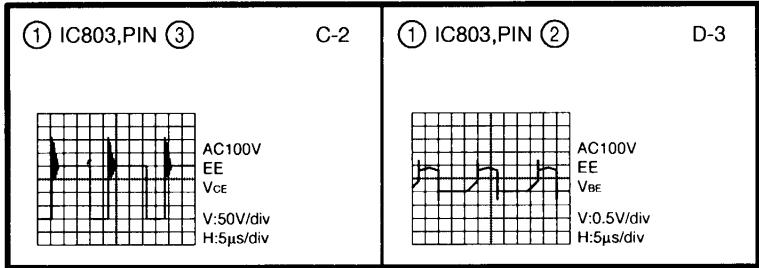 ① IC803,PIN ③ C-2
AC100V
EE
VCE
V:50V/div
H:5μs/div
① IC803,PIN ② D-3
AC100V
EE
VBE
V:0.5V/div
H:5μs/div